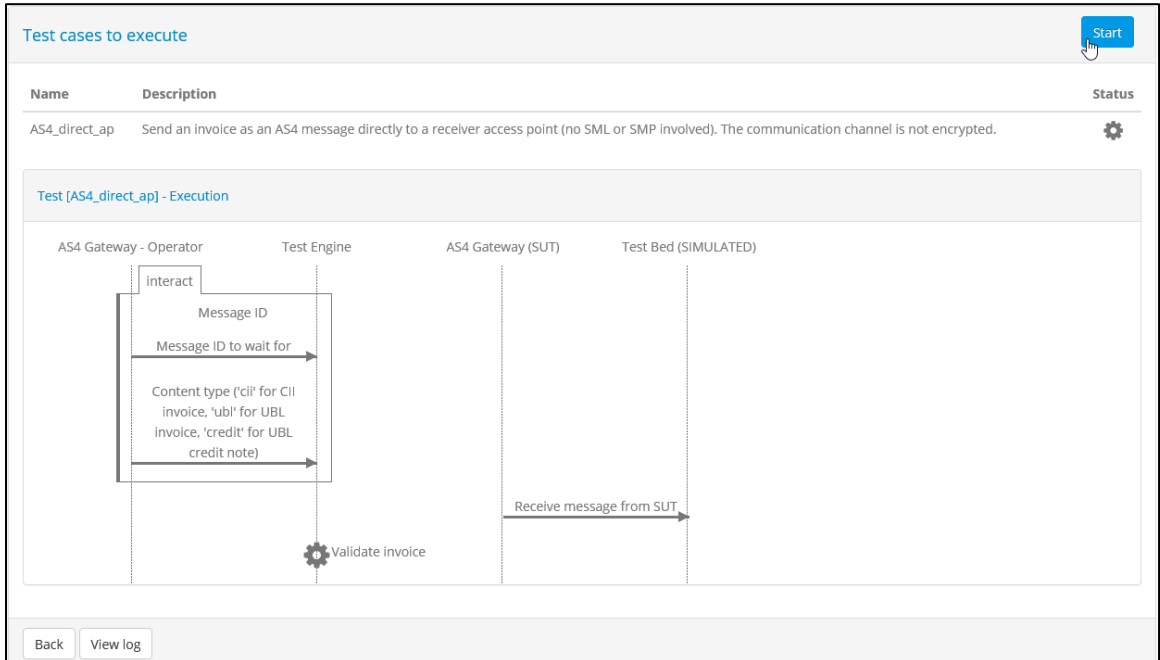 Test cases to execute
Start
Name Description Status
AS4_direct_ap Send an invoice as an AS4 message directly to a receiver access point (no SML or SMP involved). The communication channel is not encrypted.
Test [AS4_direct_ap] - Execution
AS4 Gateway - Operator Test Engine AS4 Gateway (SUT) Test Bed (SIMULATED)
interact
Message ID
Message ID to wait for
Content type ('cii' for CII
invoice, 'ubl' for UBL
invoice, 'credit' for UBL
credit note)
Receive message from SUT
Validate invoice
Back View log